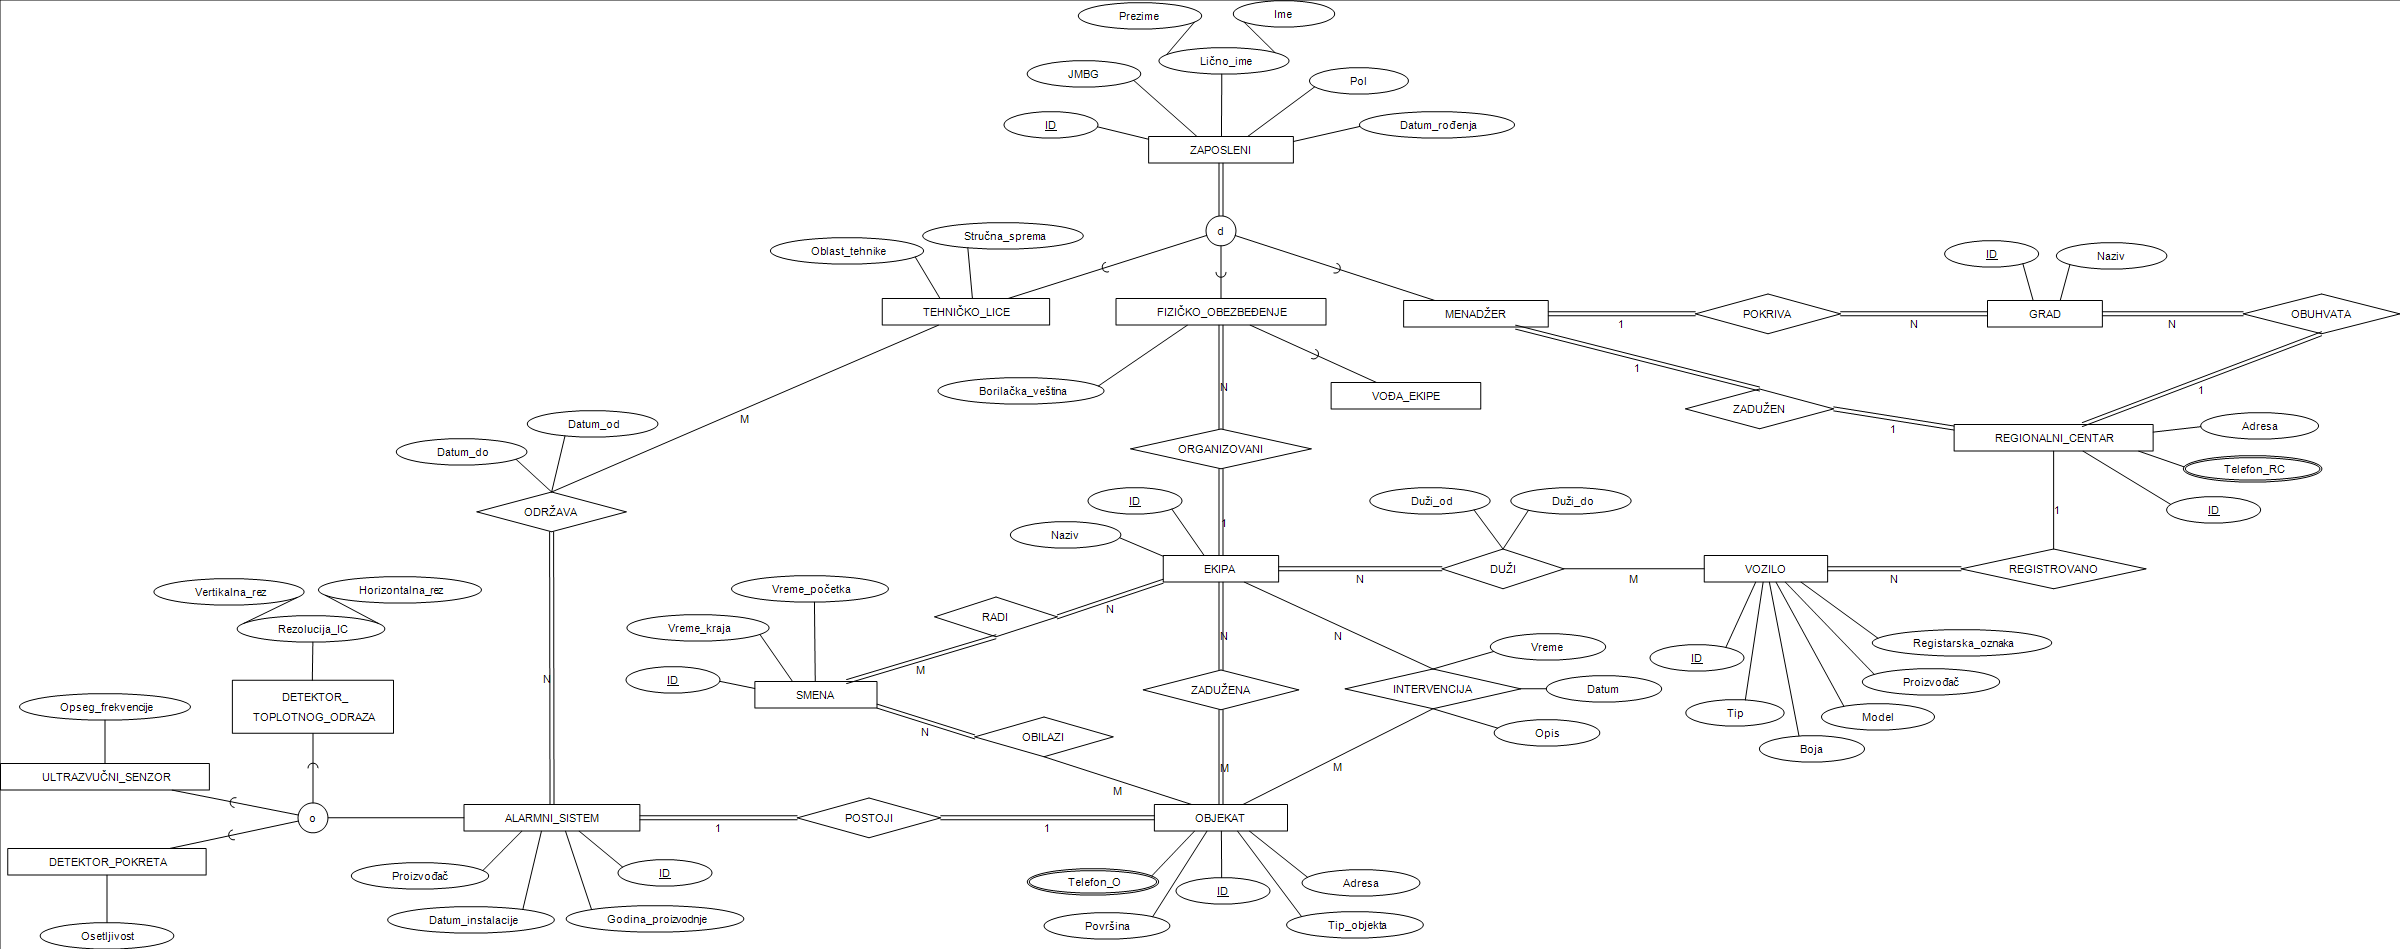 Prezime
Ime
Lično_ime
JMBG
Pol
ID
Datum_rođenja
ZAPOSLENI
d
Oblast_tehnike
Stručna_sprema
ID
Naziv
TEHNIČKO_LICE
FIZIČKO_OBEZBEĐENJE
MENADŽER
1
POKRIVA
N
GRAD
N
OBUHVATA
1
1
Borilačka_veština
N
VOĐA_EKIPE
ZADUŽEN
1
REGIONALNI_CENTAR
Adresa
Telefon_RC
ID
M
Datum_od
Datum_do
ORGANIZOVANI
ODRŽAVA
ID
Naziv
1
Duži_od
Duži_do
1
EKIPA
N
DUŽI
M
VOZILO
N
REGISTROVANO
Vertikalna_rez
Horizontalna_rez
Rezolucija_IC
Vreme_početka
Vreme_kraja
ID
RADI
N
M
SMENA
N
N
N
ZADUŽENA
INTERVENCIJA
Vreme
Datum
Opis
ID
Tip
Boja
Model
Proizvođač
Registarska_oznaka
DETEKTOR_
TOPLOTNOG_ODRAZA
Opseg_frekvencije
N
OBILAZI
M
M
M
ULTRAZVUČNI_SENZOR
o
ALARMNI_SISTEM
1
POSTOJI
1
OBJEKAT
DETEKTOR_POKRETA
Proizvođač
ID
Datum_instalacije
Godina_proizvodnje
Telefon_O
ID
Adresa
Površina
Tip_objekta
Osetljivost